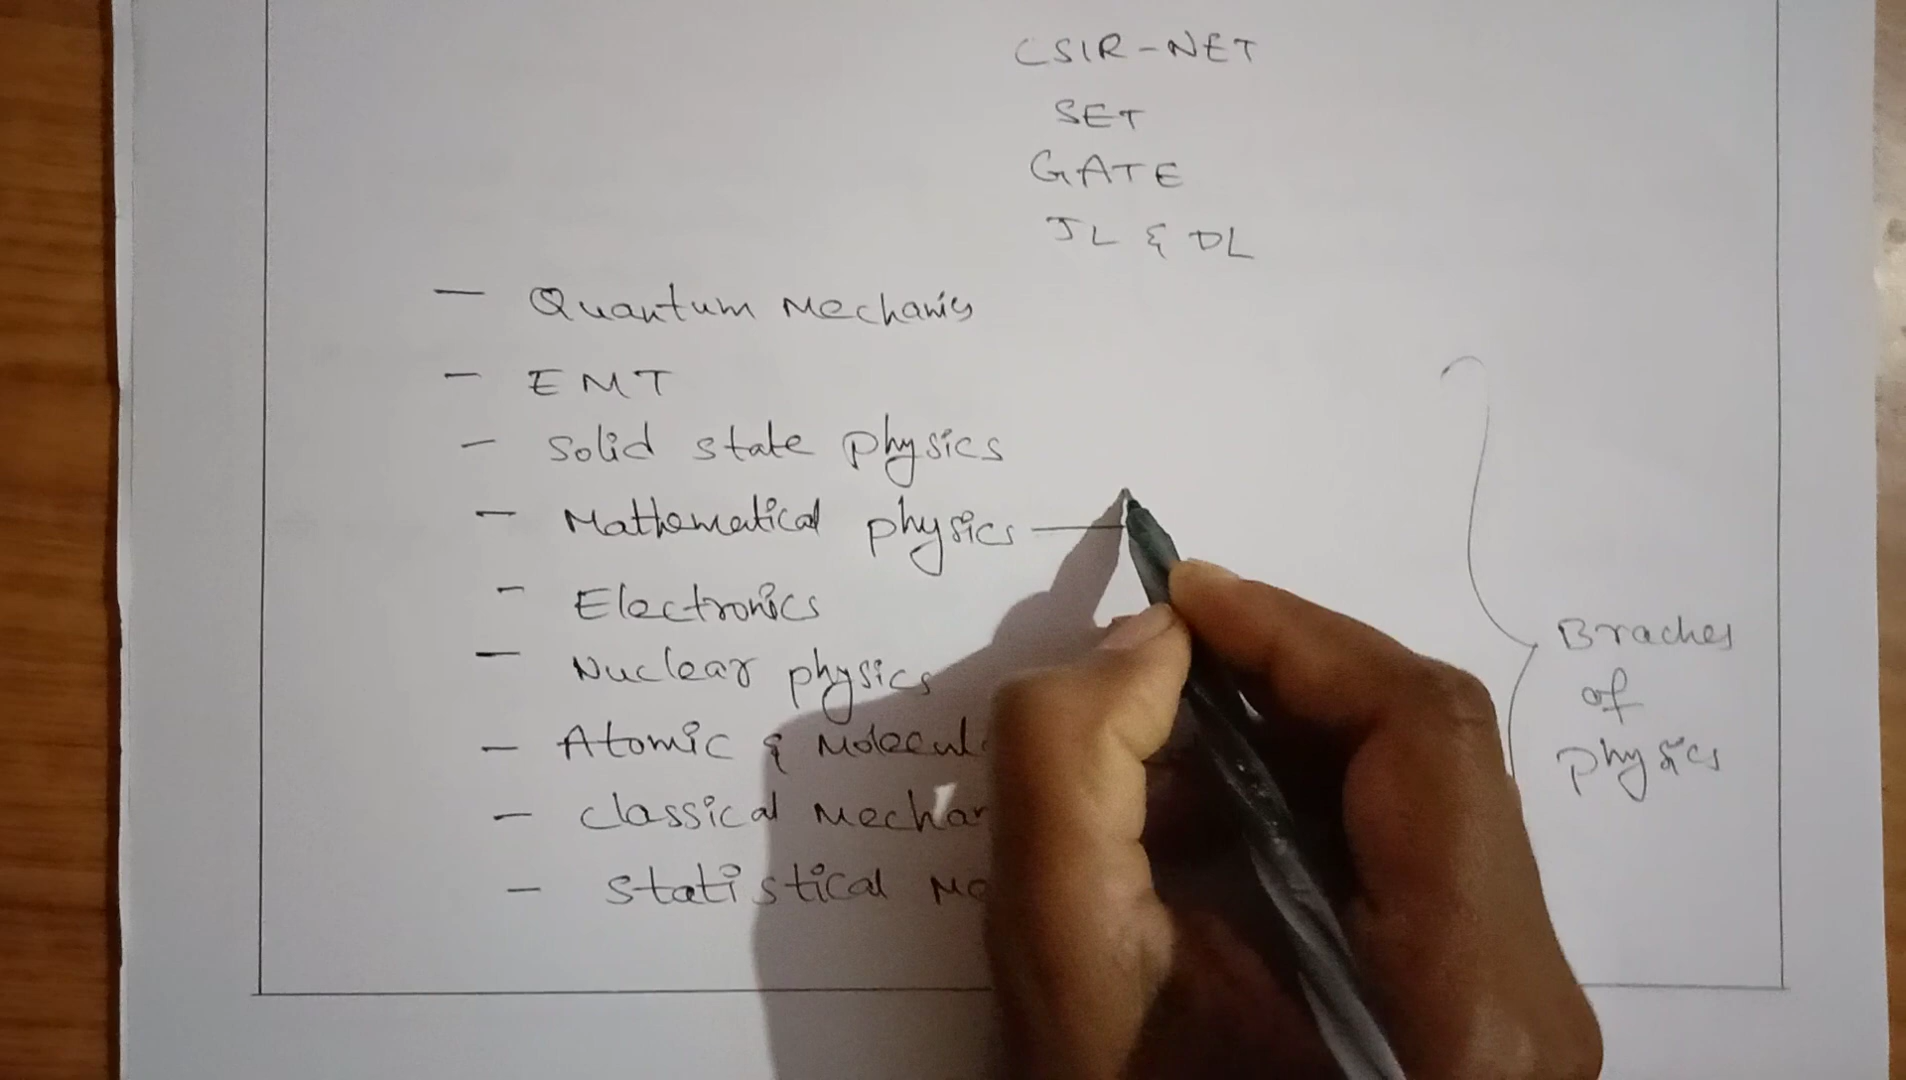 CSIR-NET
SET
GATE
JL & DL
- Quantum Mechanics
- EMT
- Solid state physics
- Mathematical physics -
- Electronics
- Nuclear physics
- Atomic &
- Classical
- Statistical
Braches
of
physics